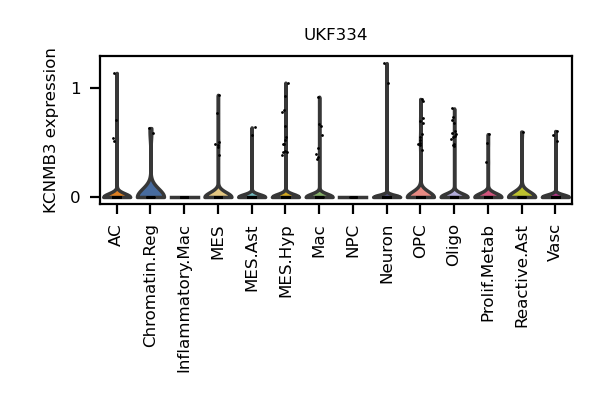 UKF334
KCNMB3 expression
1
0
AC
Chromatin.Reg
Inflammatory.Mac
MES
MES.Ast
MES.Hyp
Mac
NPC
Neuron
OPC
Oligo
Prolif.Metab
Reactive.Ast
Vasc